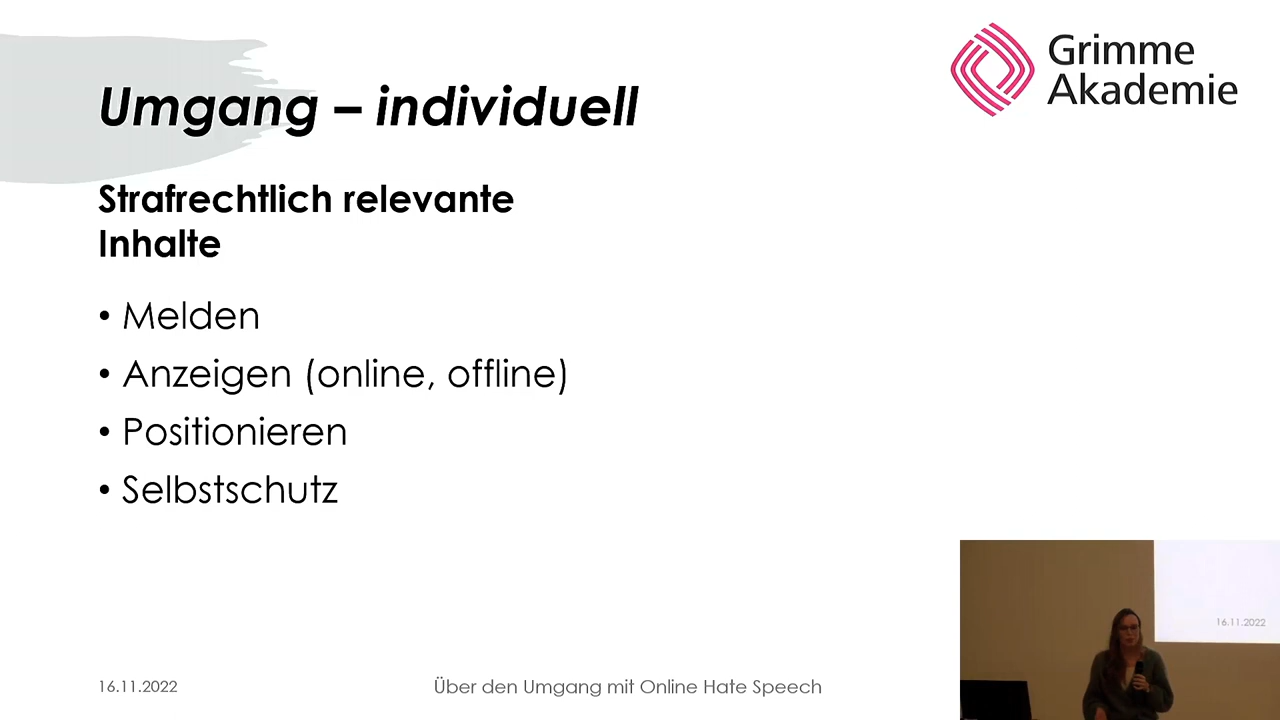 Grimme
Akademie
Umgang – individuell
Strafrechtlich relevante
Inhalte
• Melden
• Anzeigen (online, offline)
• Positionieren
• Selbstschutz
16.11.2022
16.11.2022
Über den Umgang mit Online Hate Speech